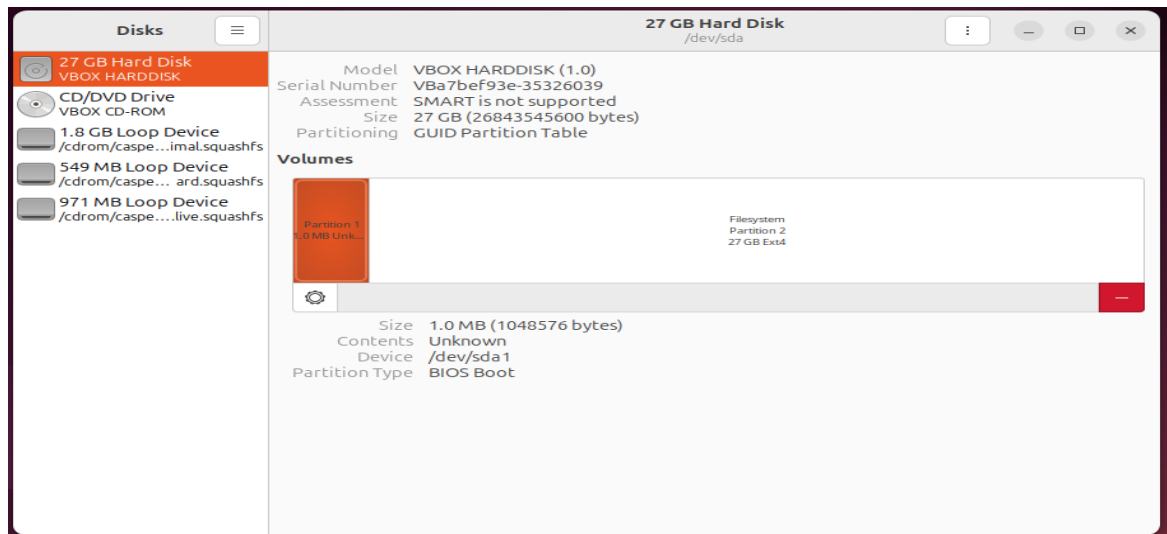 Disks
27 GB Hard Disk
/dev/sda
27 GB Hard Disk
VBOX HARDDISK
CD/DVD Drive
VBOX CD-ROM
1.8 GB Loop Device
/cdrom/caspe…imal.squashfs
549 MB Loop Device
/cdrom/caspe… ard.squashfs
971 MB Loop Device
/cdrom/caspe….live.squashfs
Model VBOX HARDDISK (1.0)
Serial Number VBa7bef93e-35326039
Assessment SMART is not supported
Size 27 GB (26843545600 bytes)
Partitioning GUID Partition Table
Volumes
Partition 1
1.0 MB Unk…
Filesystem
Partition 2
27 GB Ext4
Size 1.0 MB (1048576 bytes)
Contents Unknown
Device /dev/sda1
Partition Type BIOS Boot